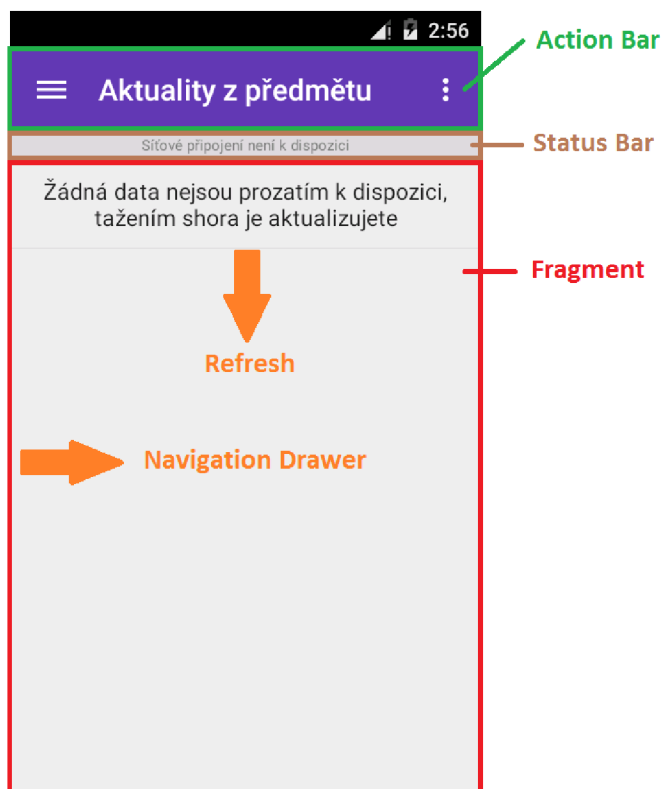 2:56
Action Bar
Aktuality z předmětu
Síťové připojení není k dispozici
Status Bar
Žádná data nejsou prozatím k dispozici,
tažením shora je aktualizujete
Fragment
Refresh
Navigation Drawer